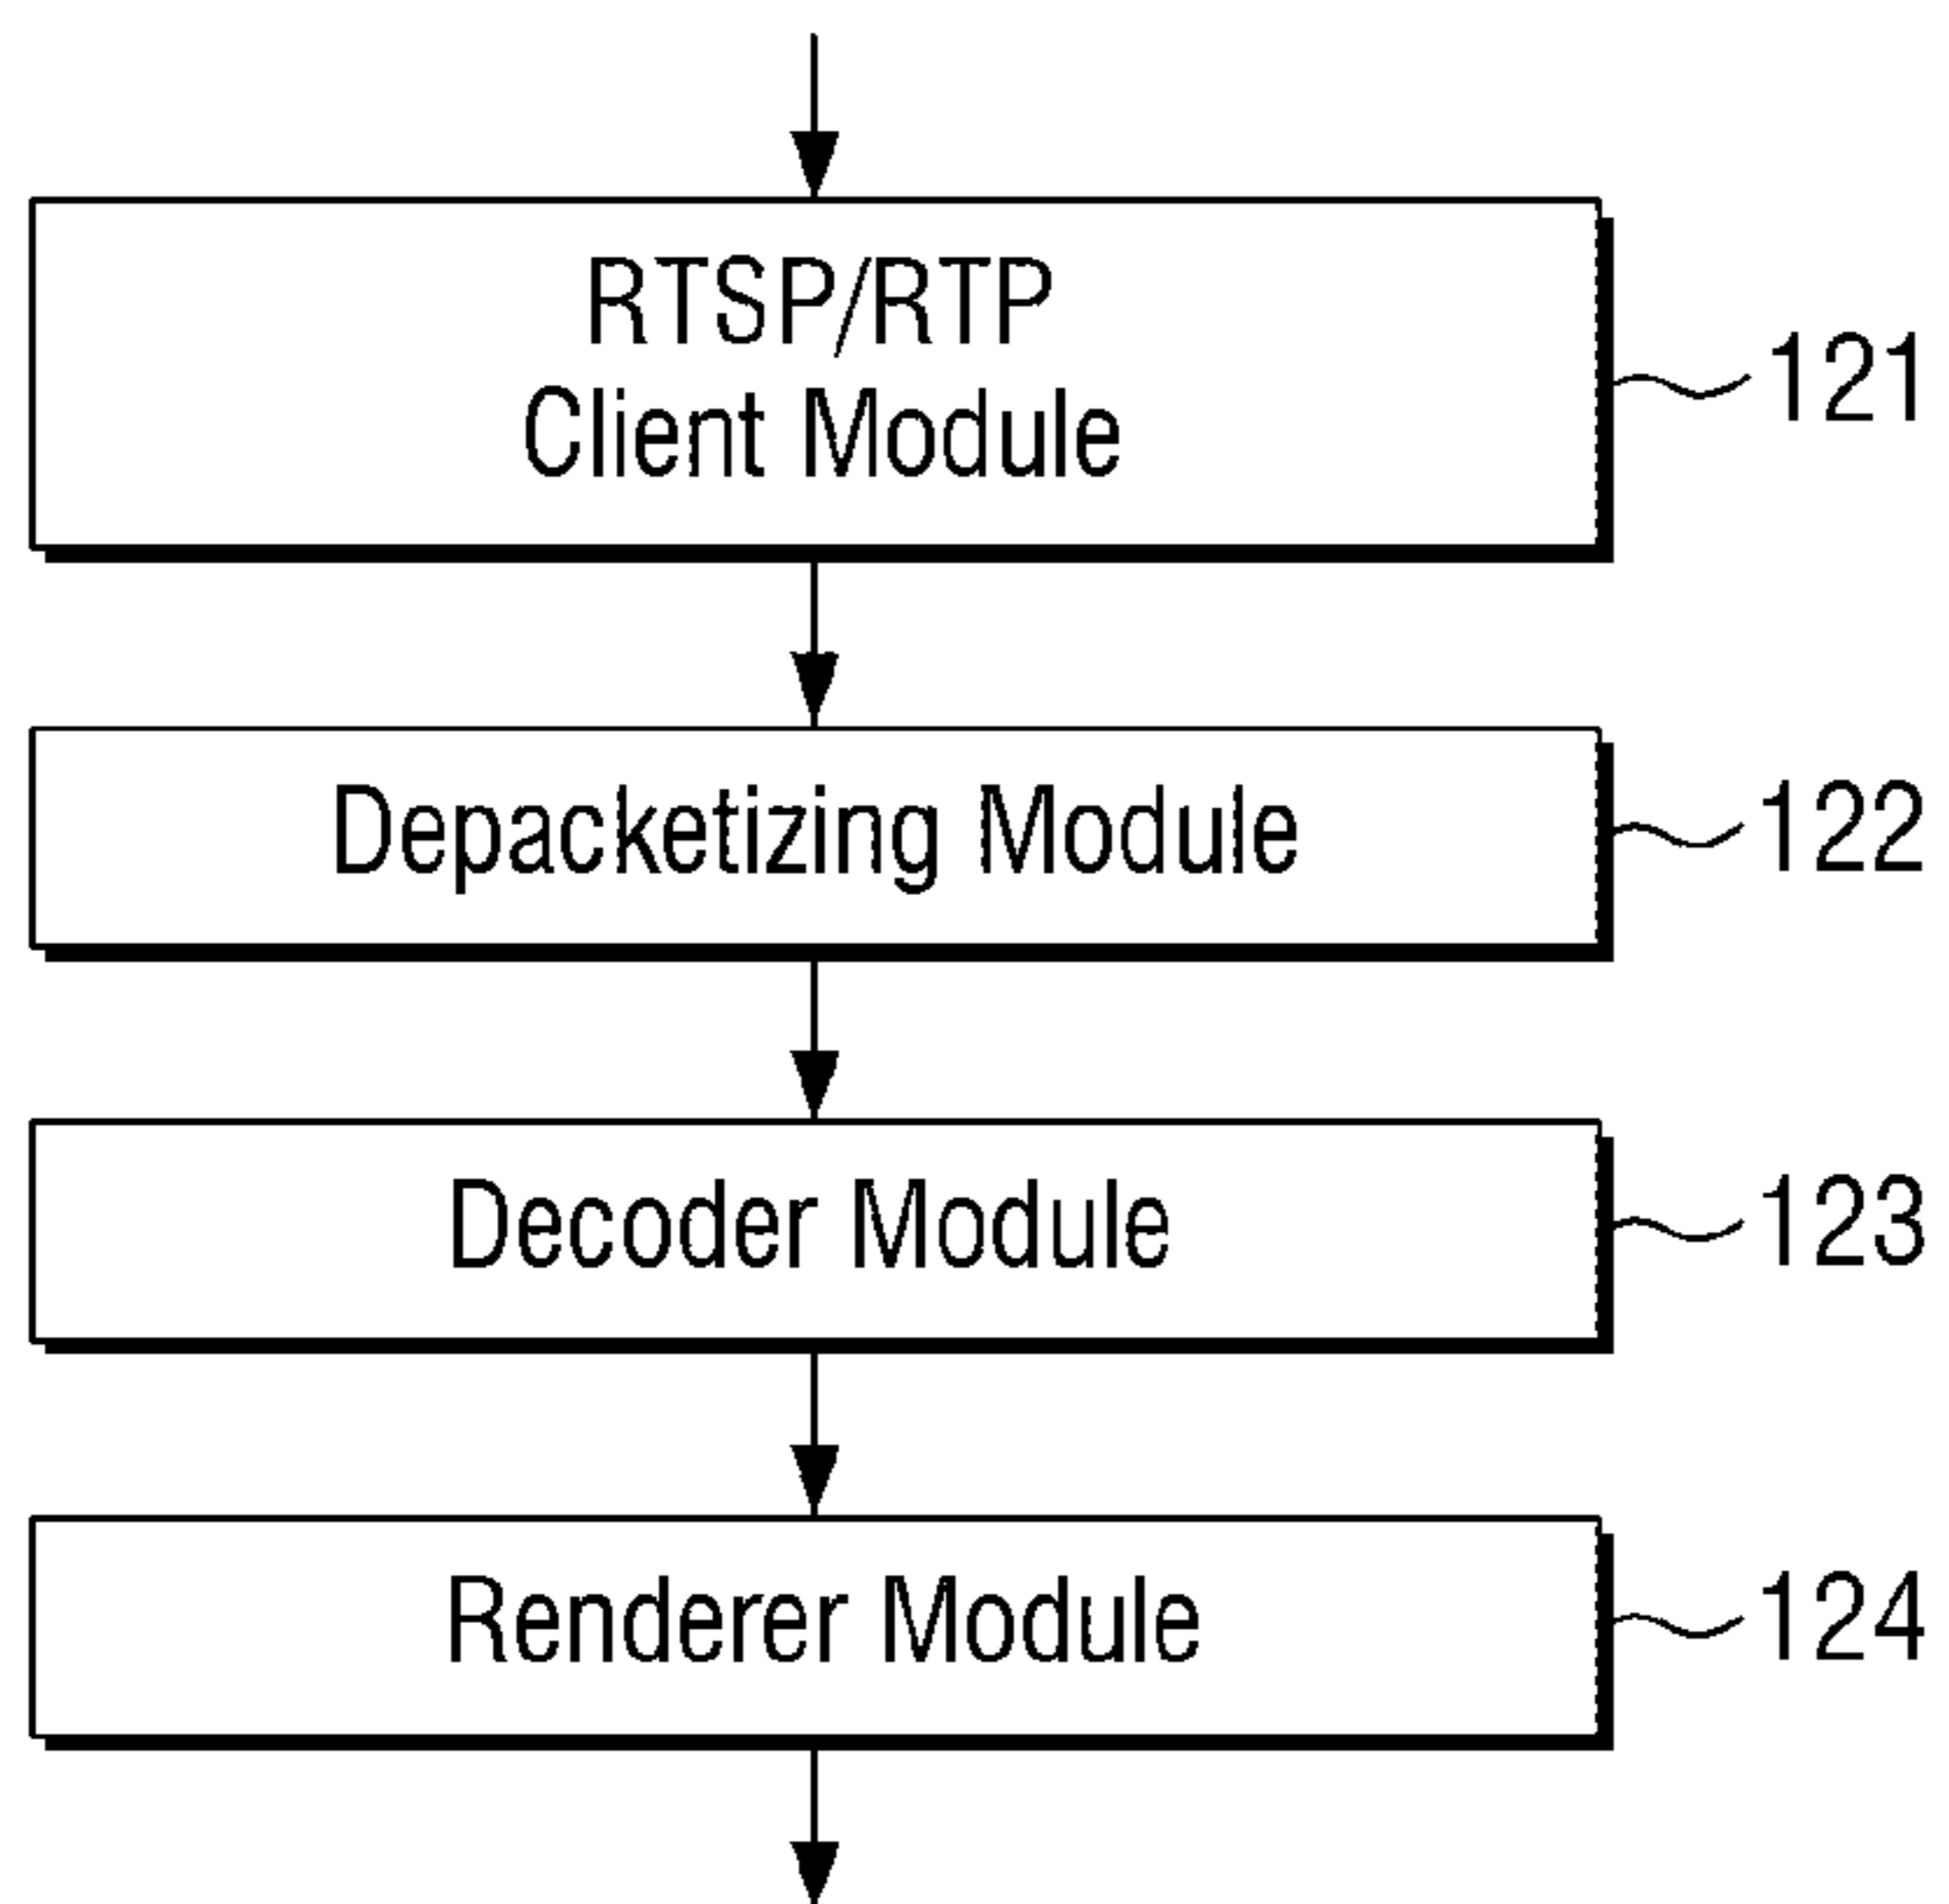 RTSP/RTP
Client Module
121
Depacketizing Module
122
Decoder Module
123
Renderer Module
124